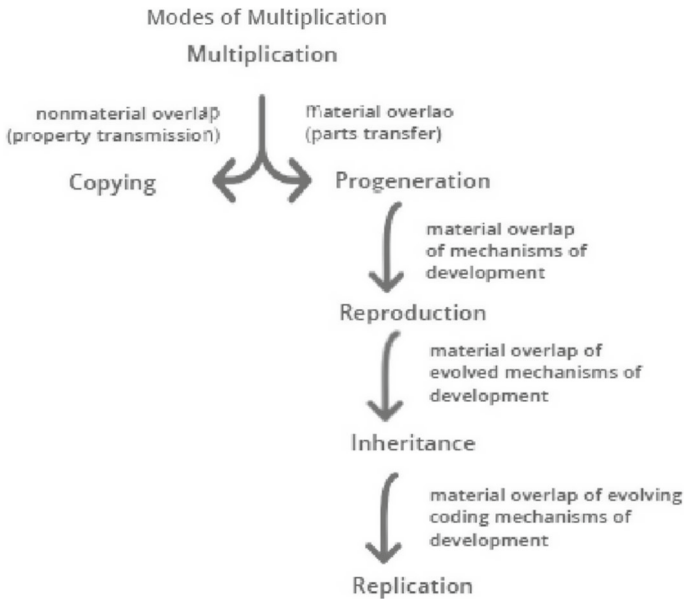 Modes of Multiplication
Multiplication
nonmaterial overlap
(property transmission)
material overlao
(parts transfer)
Copying
Progeneration
material overlap
of mechanisms of
development
Reproduction
material overlap of
evolved mechanisms of
development
Inheritance
material overlap of evolving
coding mechanisms of
development
Replication